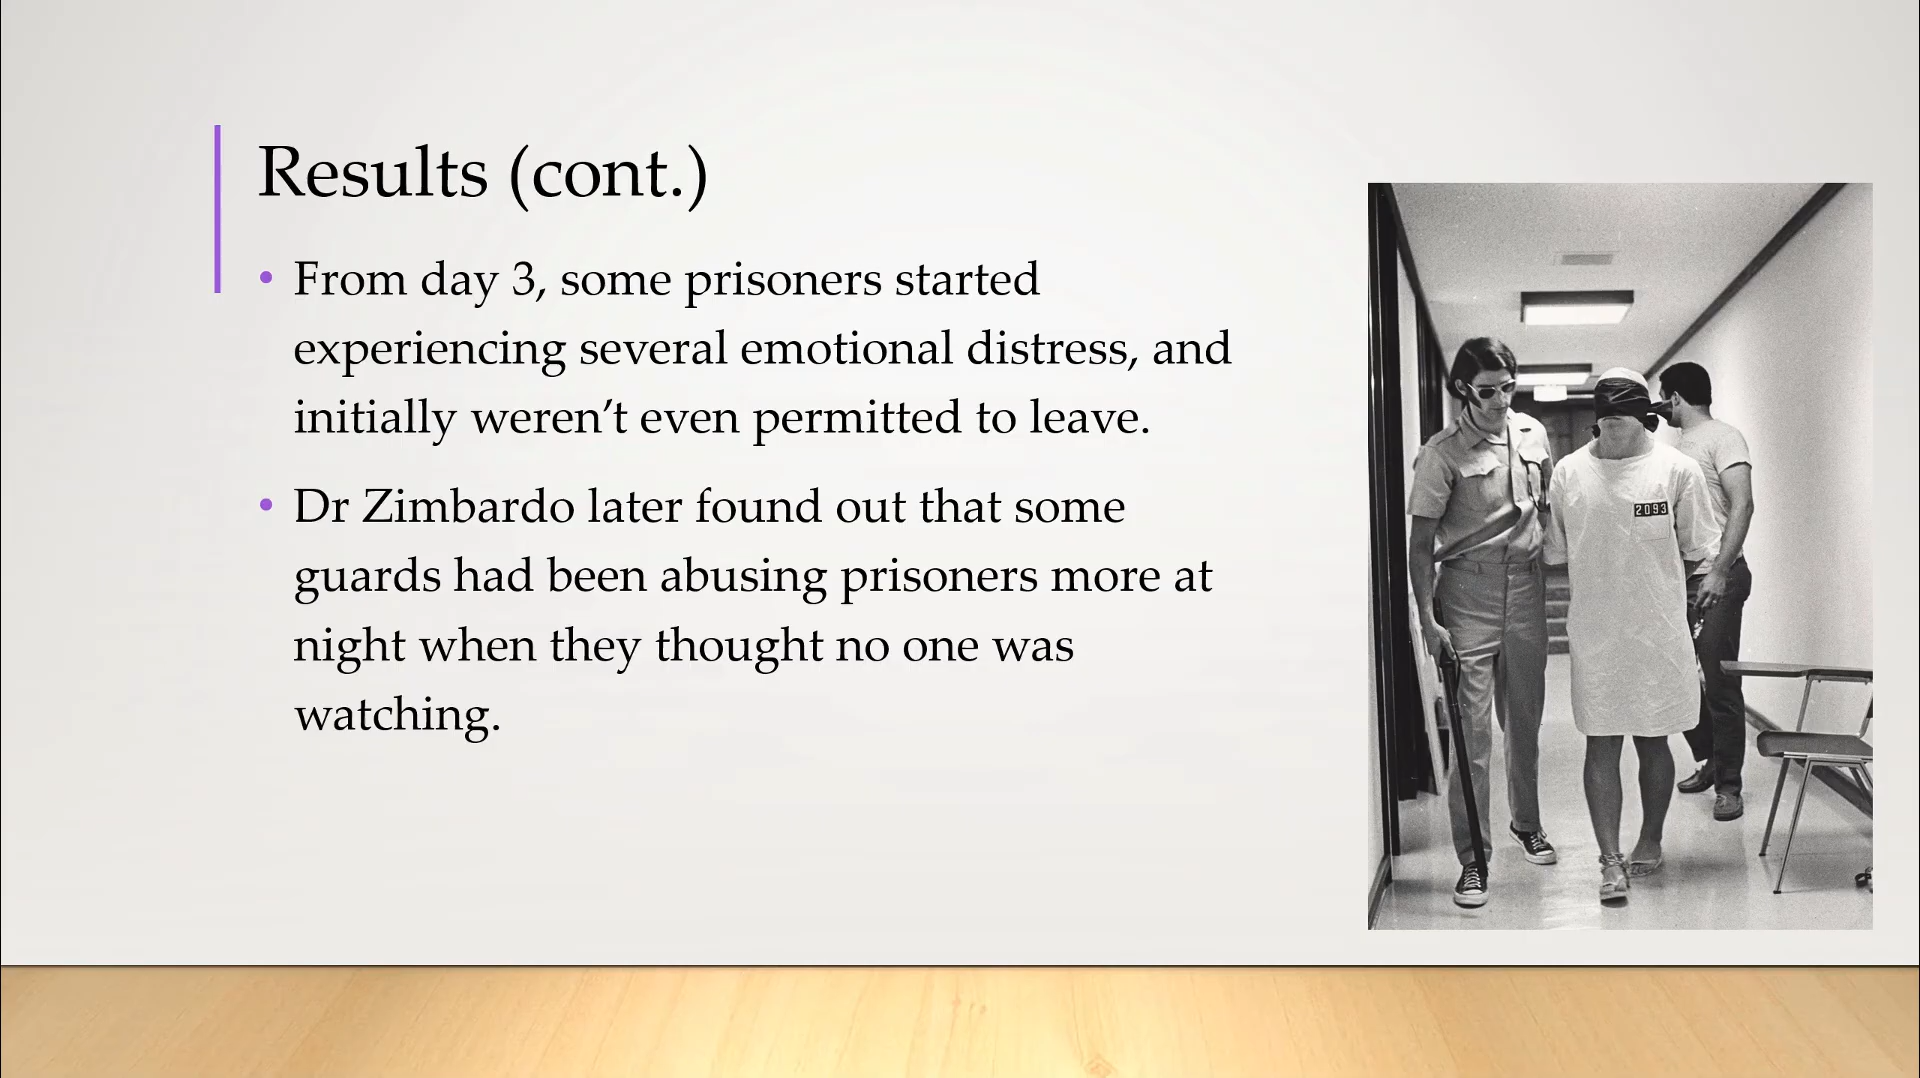 Results (cont.)
• From day 3, some prisoners started
experiencing several emotional distress, and
initially weren’t even permitted to leave.
• Dr Zimbardo later found out that some
guards had been abusing prisoners more at
night when they thought no one was
watching.
2093